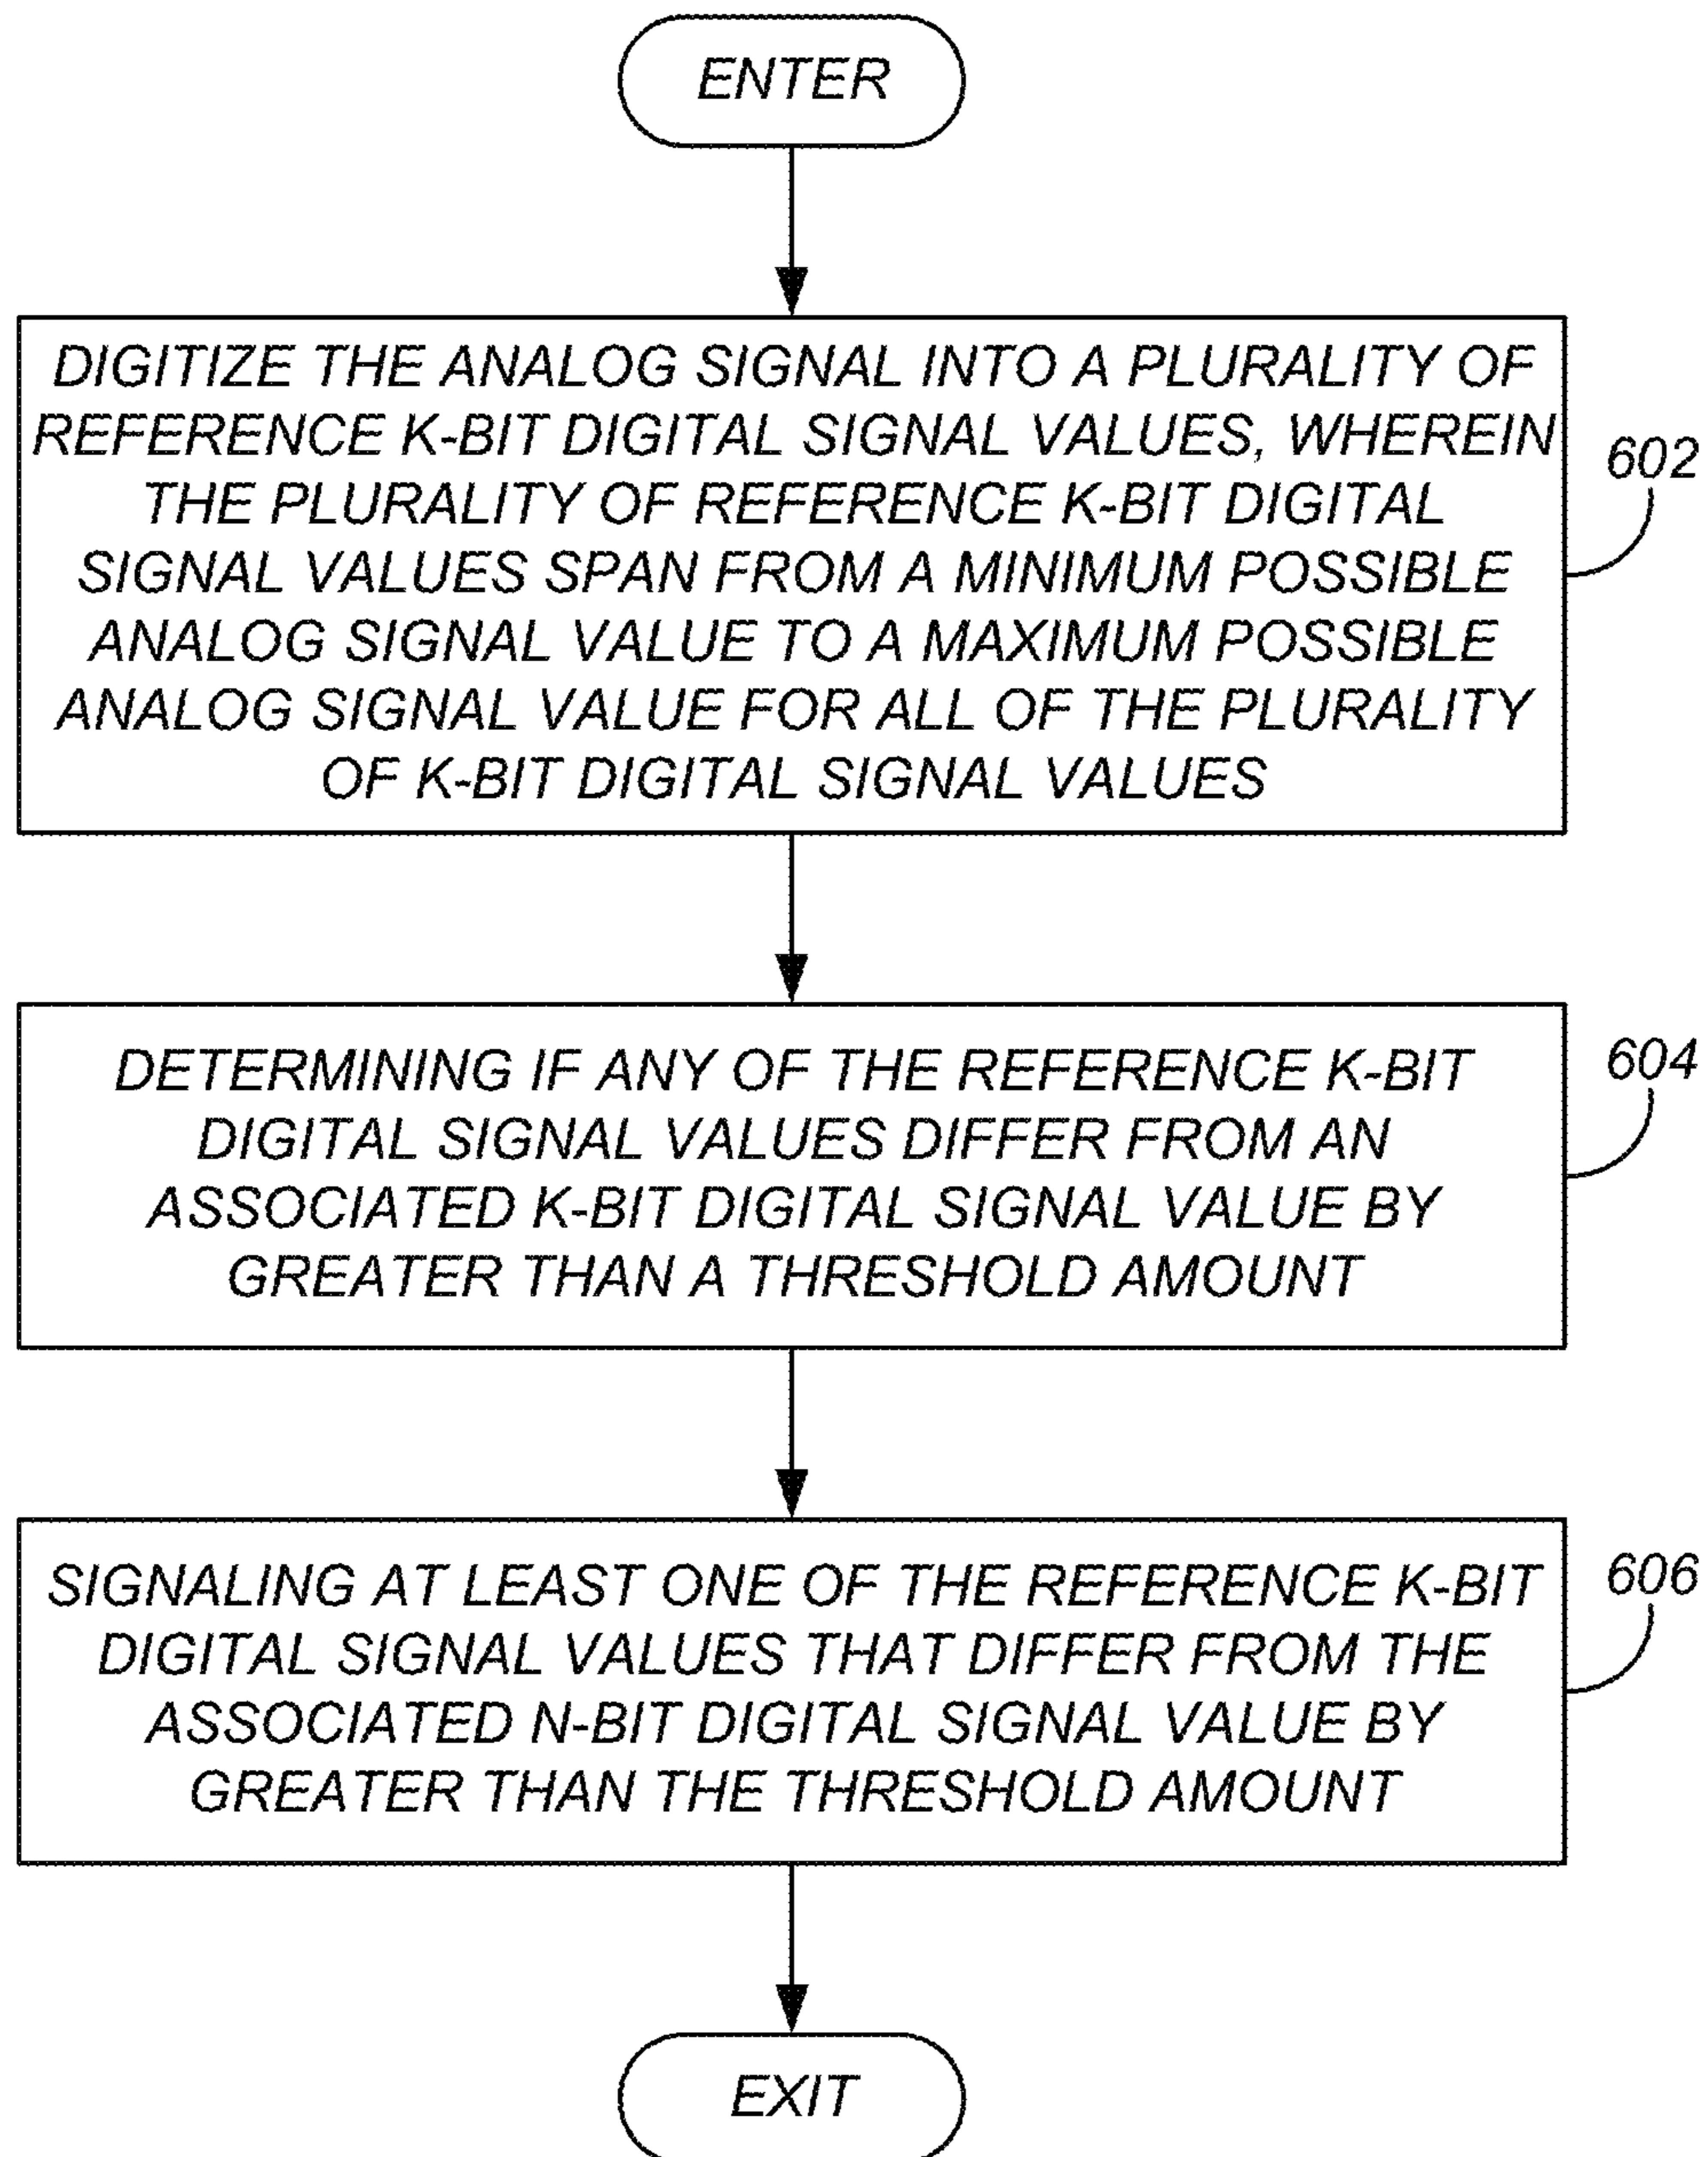 ENTER
DIGITIZE THE ANALOG SIGNAL INTO A PLURALITY OF
REFERENCE K-BIT DIGITAL SIGNAL VALUES, WHEREIN
THE PLURALITY OF REFERENCE K-BIT DIGITAL
SIGNAL VALUES SPAN FROM A MINIMUM POSSIBLE
ANALOG SIGNAL VALUE TO A MAXIMUM POSSIBLE
ANALOG SIGNAL VALUE FOR ALL OF THE PLURALITY
OF K-BIT DIGITAL SIGNAL VALUES
602
DETERMINING IF ANY OF THE REFERENCE K-BIT
DIGITAL SIGNAL VALUES DIFFER FROM AN
ASSOCIATED K-BIT DIGITAL SIGNAL VALUE BY
GREATER THAN A THRESHOLD AMOUNT
604
SIGNALING AT LEAST ONE OF THE REFERENCE K-BIT
DIGITAL SIGNAL VALUES THAT DIFFER FROM THE
ASSOCIATED N-BIT DIGITAL SIGNAL VALUE BY
GREATER THAN THE THRESHOLD AMOUNT
606
EXIT